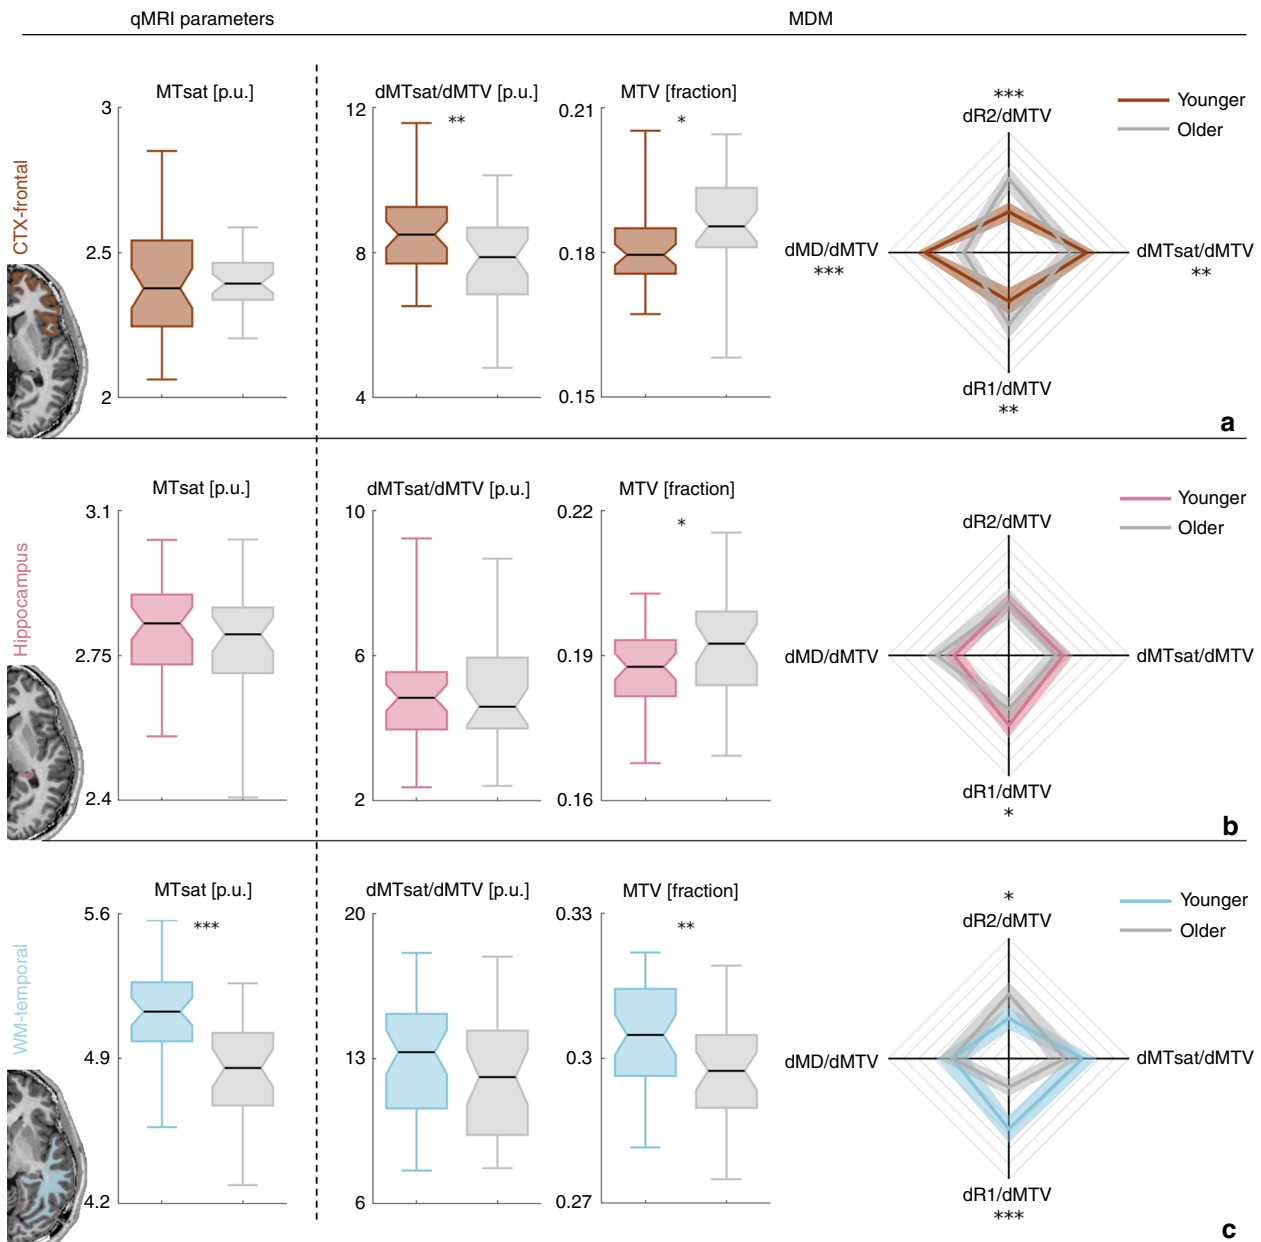 qMRI parameters
MDM
CTX-frontal
MTsat [p.u.]
3
2.5
2
dMTsat/dMTV [p.u.]
**
12
8
4
MTV [fraction]
*
0.21
0.18
0.15
***
dR2/dMTV
dMD/dMTV
***
dMTsat/dMTV
**
dR1/dMTV
**
Younger
Older
a
Hippocampus
MTsat [p.u.]
3.1
2.75
2.4
dMTsat/dMTV [p.u.]
10
6
2
MTV [fraction]
*
0.22
0.19
0.16
dR2/dMTV
dMD/dMTV
dMTsat/dMTV
dR1/dMTV
*
Younger
Older
b
WM-temporal
MTsat [p.u.]
***
5.6
4.9
4.2
dMTsat/dMTV [p.u.]
20
13
6
MTV [fraction]
**
0.33
0.3
0.27
*
dR2/dMTV
dMD/dMTV
dMTsat/dMTV
dR1/dMTV
***
Younger
Older
c